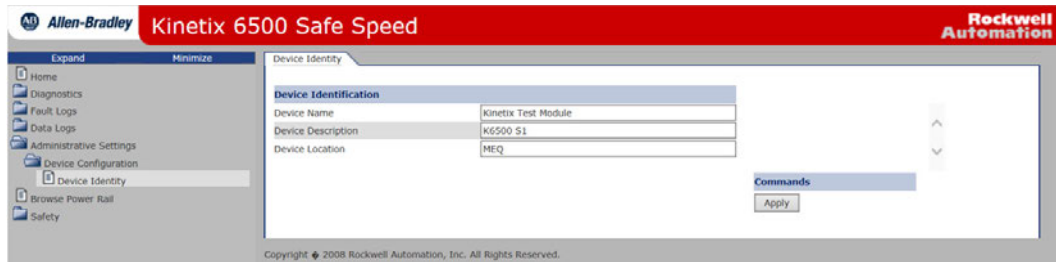 AB Allen-Bradley Kinetix 6500 Safe Speed Rockwell Automation
Expand Minimize
Home
Diagnostics
Fault Logs
Data Logs
Administrative Settings
Device Configuration
Device Identity
Browse Power Rail
Safety
Device Identity
Device Identification
Device Name Kinetix Test Module
Device Description K6500 S1
Device Location MEQ
Commands
Apply
Copyright � 2008 Rockwell Automation, Inc. All Rights Reserved.